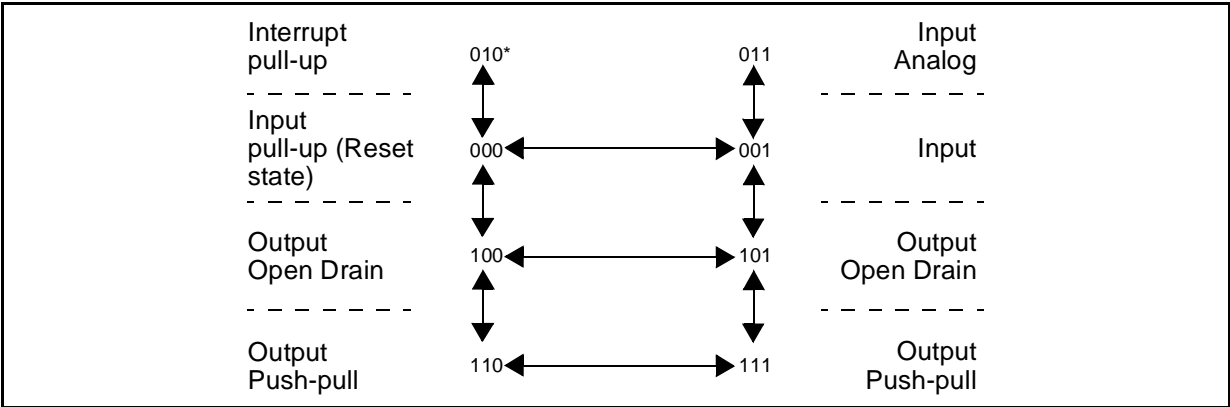 Interrupt
pull-up
010*
011
Input
Analog
Input
pull-up (Reset
state)
000
001
Input
Output
Open Drain
100
101
Output
Open Drain
Output
Push-pull
110
111
Output
Push-pull